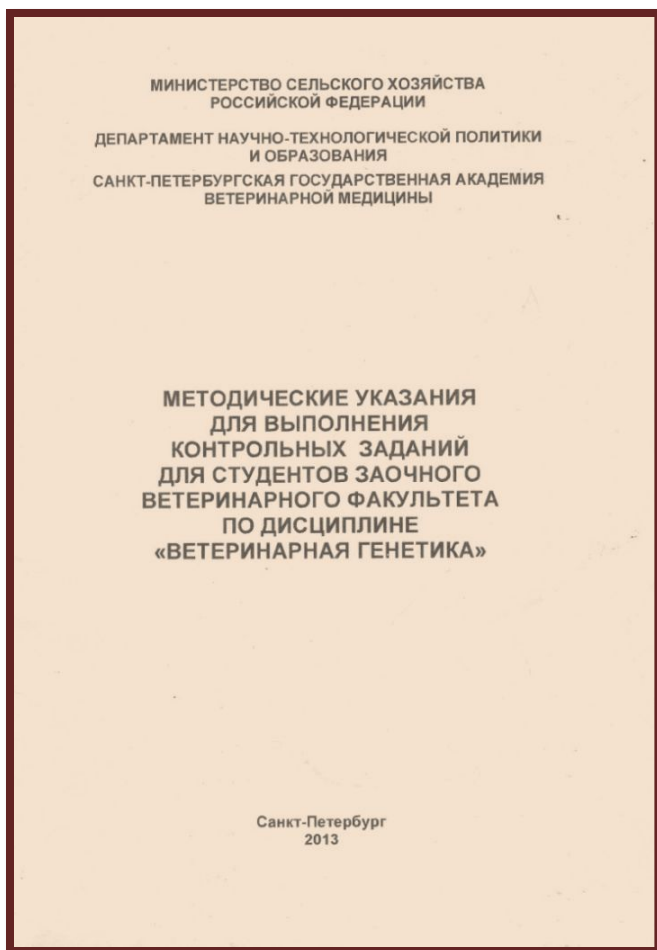 МИНИСТЕРСТВО СЕЛЬСКОГО ХОЗЯЙСТВА
РОССИЙСКОЙ ФЕДЕРАЦИИ
ДЕПАРТАМЕНТ НАУЧНО-ТЕХНОЛОГИЧЕСКОЙ ПОЛИТИКИ
И ОБРАЗОВАНИЯ
САНКТ-ПЕТЕРБУРГСКАЯ ГОСУДАРСТВЕННАЯ АКАДЕМИЯ
ВЕТЕРИНАРНОЙ МЕДИЦИНЫ
МЕТОДИЧЕСКИЕ УКАЗАНИЯ
ДЛЯ ВЫПОЛНЕНИЯ
КОНТРОЛЬНЫХ ЗАДАНИЙ
ДЛЯ СТУДЕНТОВ ЗАОЧНОГО
ВЕТЕРИНАРНОГО ФАКУЛЬТЕТА
ПО ДИСЦИПЛИНЕ
«ВЕТЕРИНАРНАЯ ГЕНЕТИКА»
Санкт-Петербург
2013